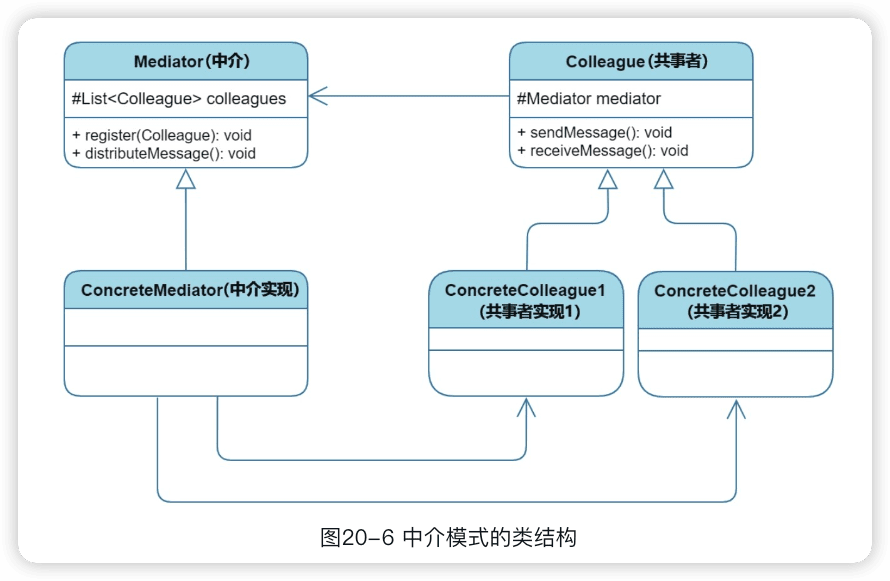 Mediator(中介)
#List<Colleague> colleagues
+ register(Colleague): void
+ distributeMessage(): void
Colleague(共事者)
#Mediator mediator
+ sendMessage(): void
+ receiveMessage(): void
ConcreteMediator(中介实现)
ConcreteColleague1
(共事者实现1)
ConcreteColleague2
(共事者实现2)
图20-6 中介模式的类结构